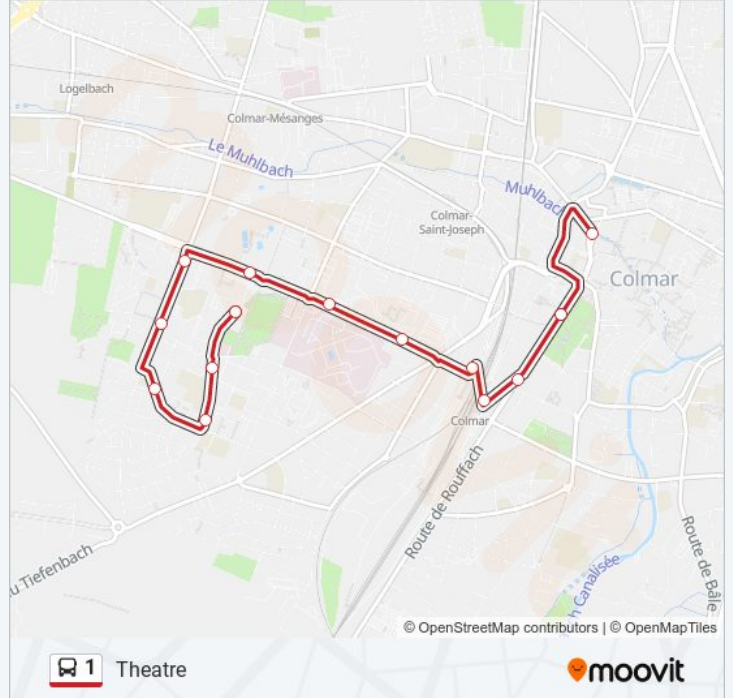 Logelbach
Colmar-Mésanges
Le Muhlbach
Muhlbach
Colmar-
Saint-Joseph
Colmar
Colmar
Route de Rouffach
Route de Bâle
Canalisée
u Tiefenbach
© OpenStreetMap contributors | © OpenMapTiles
1 Theatre
moovit